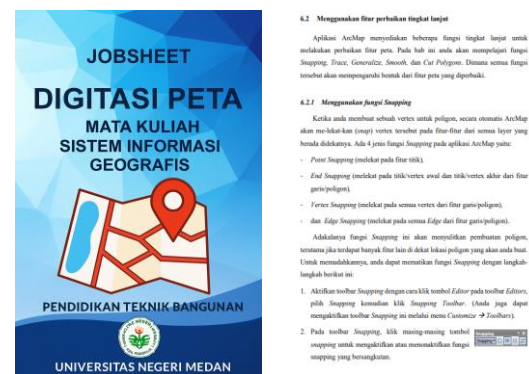 JOBSHEET
DIGITASI PETA
MATA KULIAH
SISTEM INFORMASI
GEOGRAFIS
PENDIDIKAN TEKNIK BANGUNAN
UNIVERSITAS NEGERI MEDAN
6.2 Menggunakan fitur perbaikan tingkat lanjut
Aplikasi ArcMap menyediakan beberapa fungsi tingkat lanjut untuk
melakukan perbaikan fitur peta. Pada bab ini anda akan mempelajari fungsi
Snapping, Trace, Generalize, Smooth, dan Cut Polygons. Dimana semua fungsi
tersebut akan mempengaruhi bentuk dari fitur peta yang diperbaiki.
6.2.1 Menggunakan fungsi Snapping
Ketika anda membuat sebuah vertex untuk poligon, secara otomatis ArcMap
akan me-lekat-kan (snap) vertex tersebut pada fitur-fitur dari semua layer yang
berada didekatnya. Ada 4 jenis fungsi Snapping pada aplikasi ArcMap yaitu:
- Point Snapping (melekat pada fitur titik),
- End Snapping (melekat pada titik/vertex awal dan titik/vertex akhir dari fitur
garis/poligon),
- Vertex Snapping (melekat pada semua vertex dari fitur garis/poligon),
- dan Edge Snapping (melekat pada semua Edge dari fitur garis/poligon).
Adakalanya fungsi Snapping ini akan menyulitkan pembuatan poligon,
terutama jika terdapat banyak fitur lain di dekat lokasi poligon yang akan anda buat.
Untuk memudahkannya, anda dapat mematikan fungsi Snapping dengan langkah-
langkah berikut ini:
1. Aktifkan toolbar Snapping dengan cara klik tombol Editor pada toolbar Editors,
pilih Snapping kemudian klik Snapping Toolbar. (Anda juga dapat
mengaktifkan toolbar Snapping ini melalui menu Customize → Toolbars).
2. Pada toolbar Snapping, klik masing-masing tombol
snapping untuk mengaktifkan atau menonaktifkan fungsi
snapping yang bersangkutan.